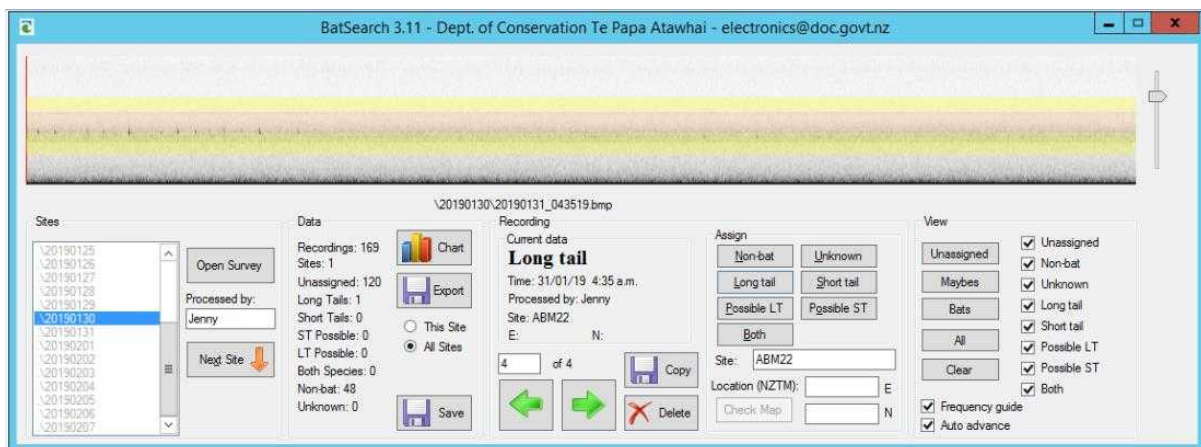 BatSearch 3.11 - Dept. of Conservation Te Papa Atawhai - electronics@doc.govt.nz
\20190130\20190131_043519.bmp
Sites
\20190125
\20190126
\20190127
\20190128
\20190129
\20190130
\20190131
\20190201
\20190202
\20190203
\20190204
\20190205
\20190206
\20190207
Open Survey
Processed by:
Jenny
Next Site
Data
Recordings: 169
Sites: 1
Unassigned: 120
Long Tails: 1
Short Tails: 0
ST Possible: 0
LT Possible: 0
Both Species: 0
Non-bat: 48
Unknown: 0
Chart
Export
This Site
All Sites
Save
Recording
Current data
Long tail
Time: 31/01/19 4:35 a.m.
Processed by: Jenny
Site: ABM22
E: N:
4 of 4
Copy
Delete
Assign
Non-bat Unknown
Long tail Short tail
Possible LT Possible ST
Both
Site: ABM22
Location (NZTM): E
Check Map N
View
Unassigned
Maybes
Bats
All
Clear
Unassigned
Non-bat
Unknown
Long tail
Short tail
Possible LT
Possible ST
Both
Frequency guide
Auto advance